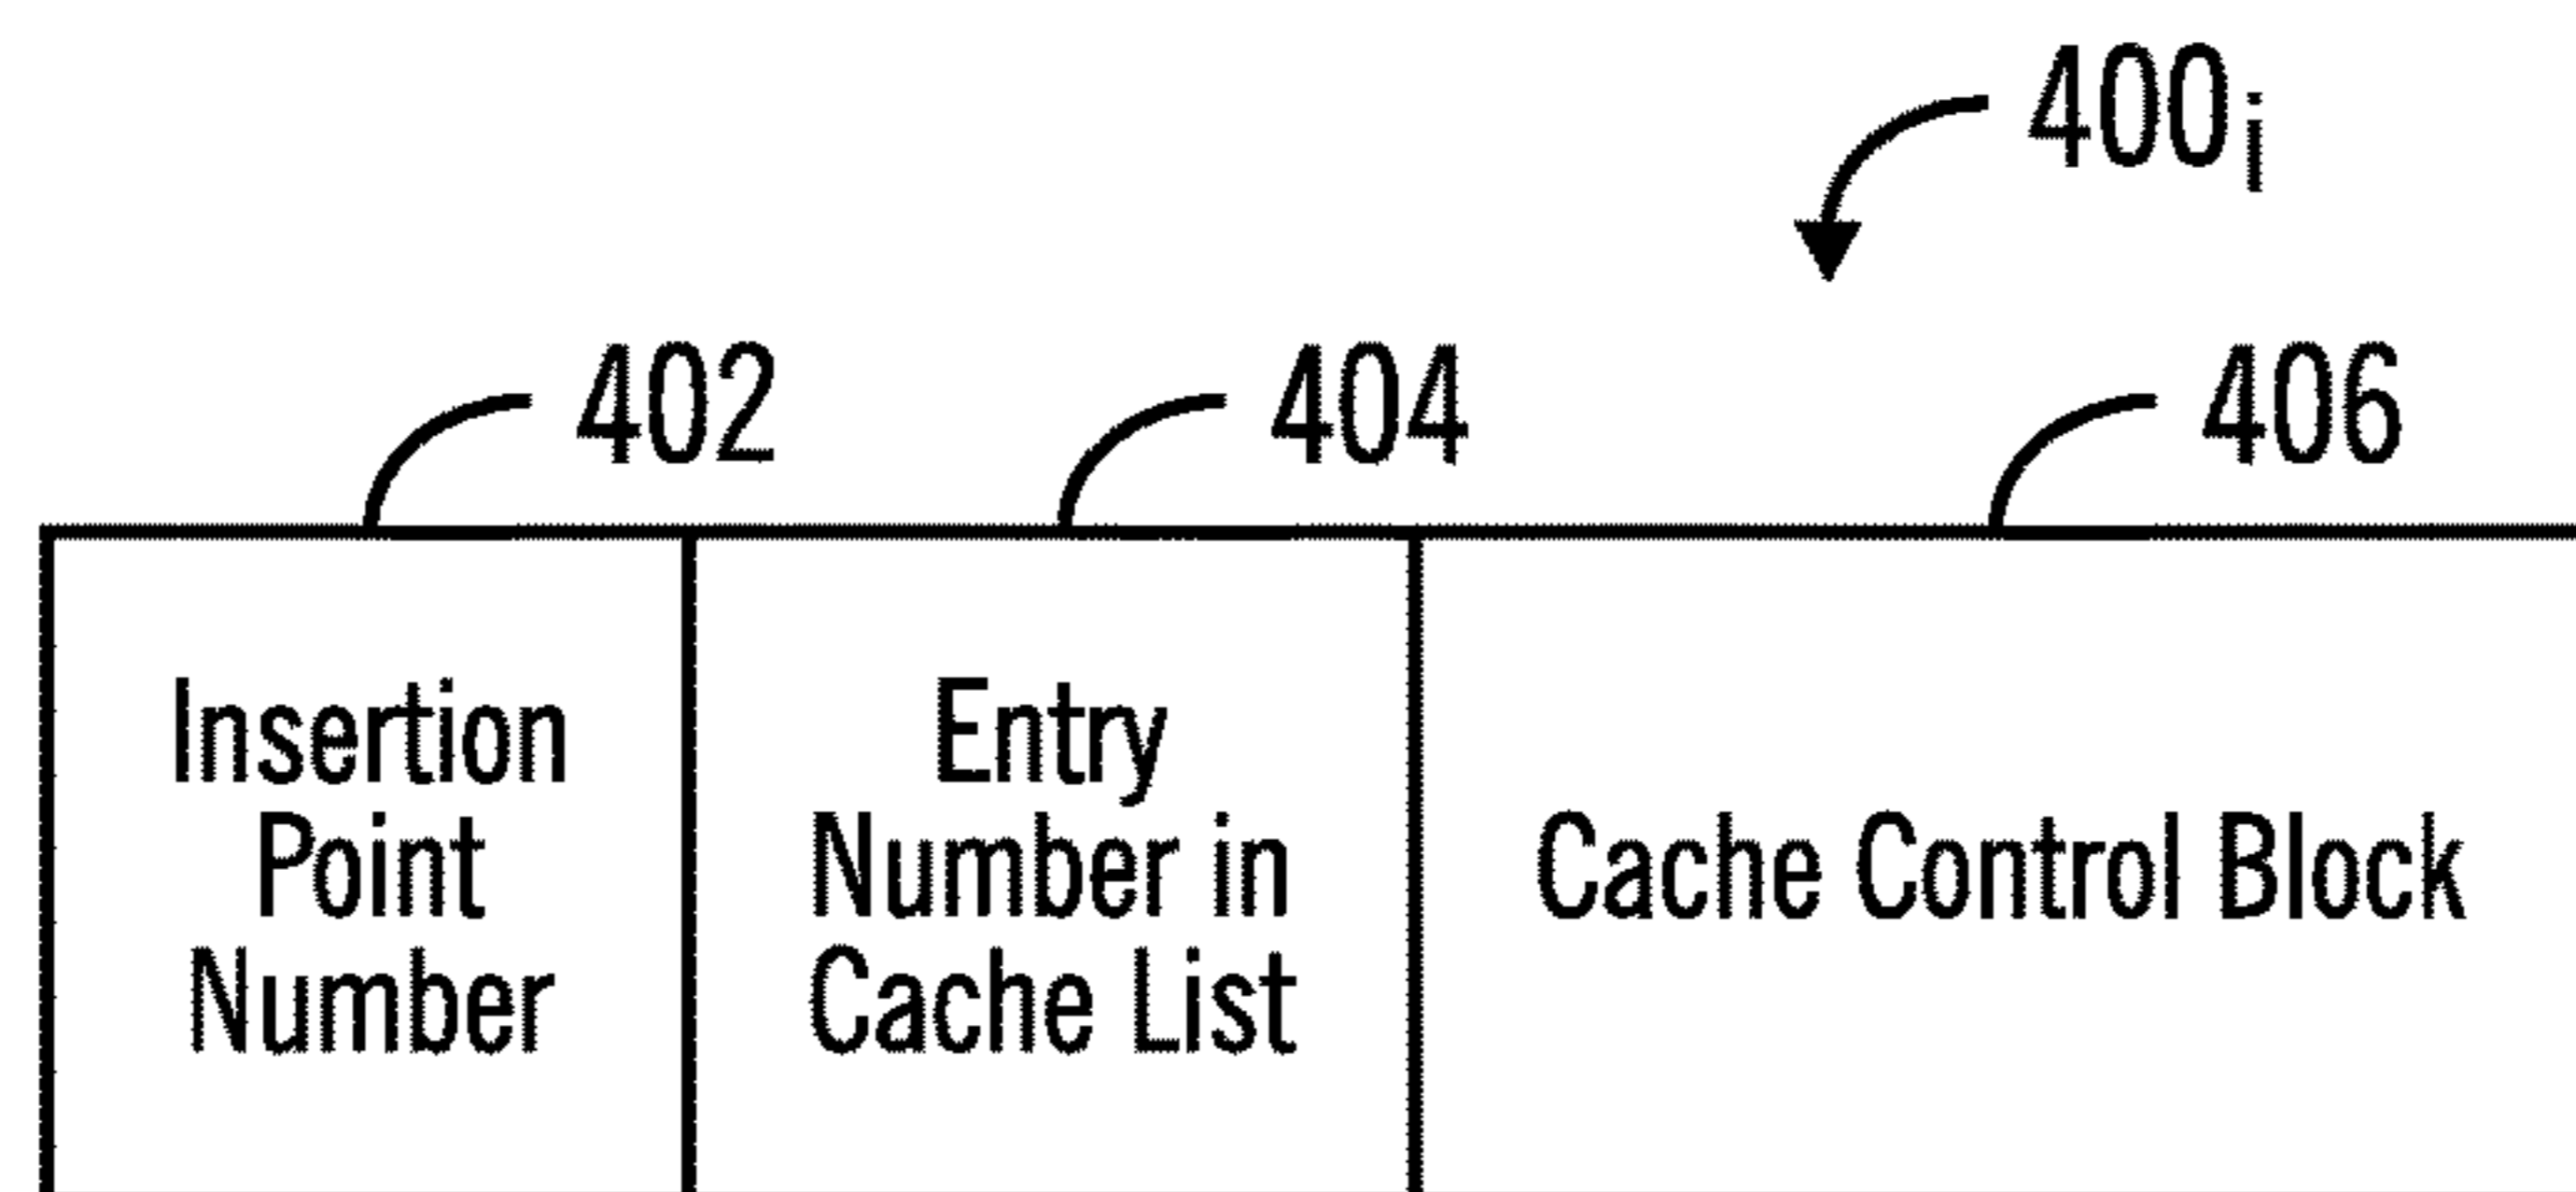 400i
402
404
406
Insertion
Point
Number
Entry
Number in
Cache List
Cache Control Block